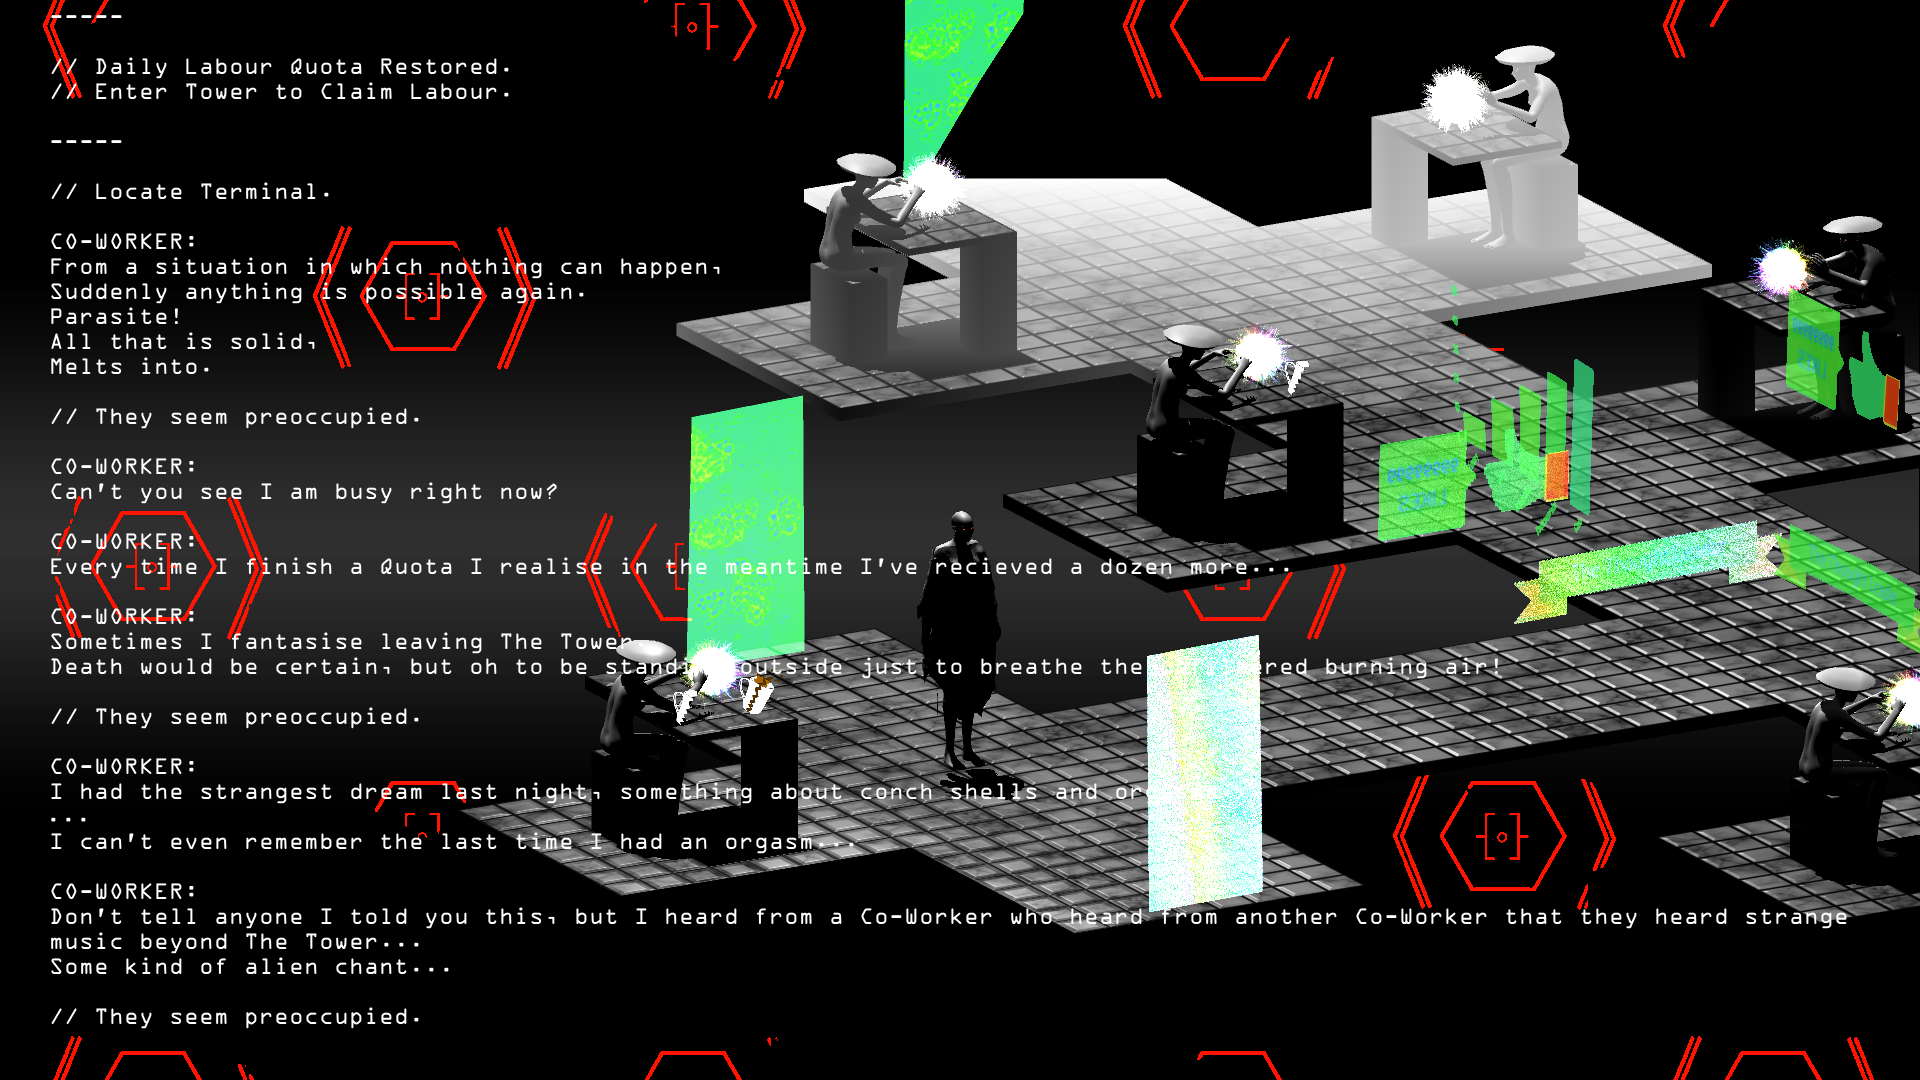 -----
// Daily Labour Quota Restored.
// Enter Tower to Claim Labour.
-----
// Locate Terminal.
CO-WORKER:
From a situation in which nothing can happen,
Suddenly anything is possible again.
Parasite!
All that is solid,
Melts into.
// They seem preoccupied.
CO-WORKER:
Can't you see I am busy right now?
CO-WORKER:
Every time I finish a Quota I realise in the meantime I've recieved a dozen more...
CO-WORKER:
Sometimes I fantasise leaving The Tower
Death would be certain, but oh to be standing outside just to breathe the burning air!
// They seem preoccupied.
CO-WORKER:
I had the strangest dream last night, something about conch shells and
...
I can't even remember the last time I had an orgasm...
CO-WORKER:
Don't tell anyone I told you this, but I heard from a Co-Worker who heard from another Co-Worker that they heard strange
music beyond The Tower...
Some kind of alien chant...
// They seem preoccupied.
LIKES
LIKES